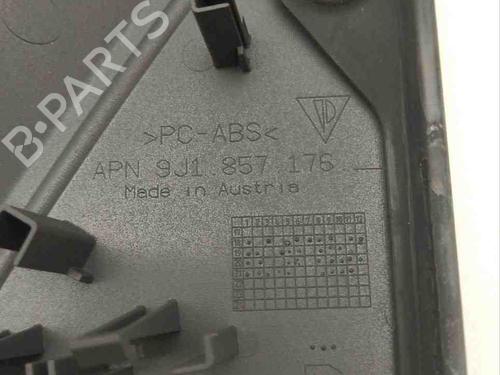 B-PARTS
>PC-ABS<
APN 9J1.857 176
Made in Austria